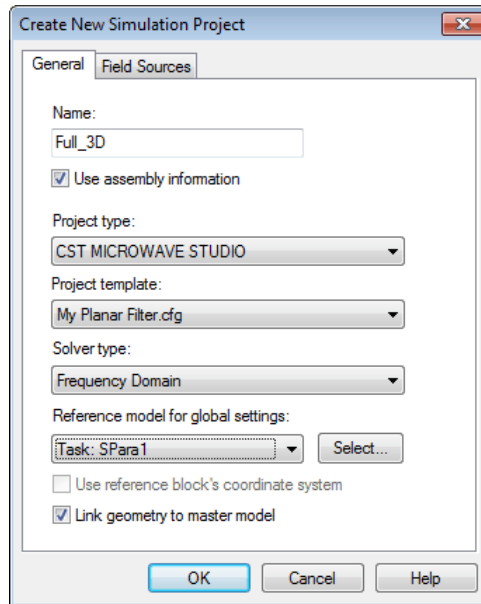 Create New Simulation Project
General Field Sources
Name:
Full_3D
Use assembly information
Project type:
CST MICROWAVE STUDIO
Project template:
My Planar Filter.cfg
Solver type:
Frequency Domain
Reference model for global settings:
Task: SPara1 Select...
Use reference block's coordinate system
Link geometry to master model
OK Cancel Help